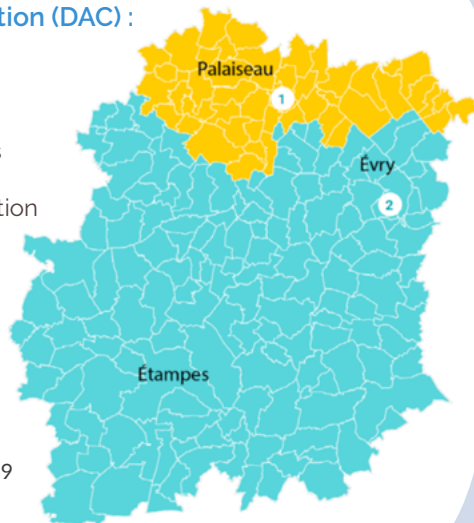 tion (DAC) :
Palaiseau
1
s
Évry
tion
2
Étampes
9